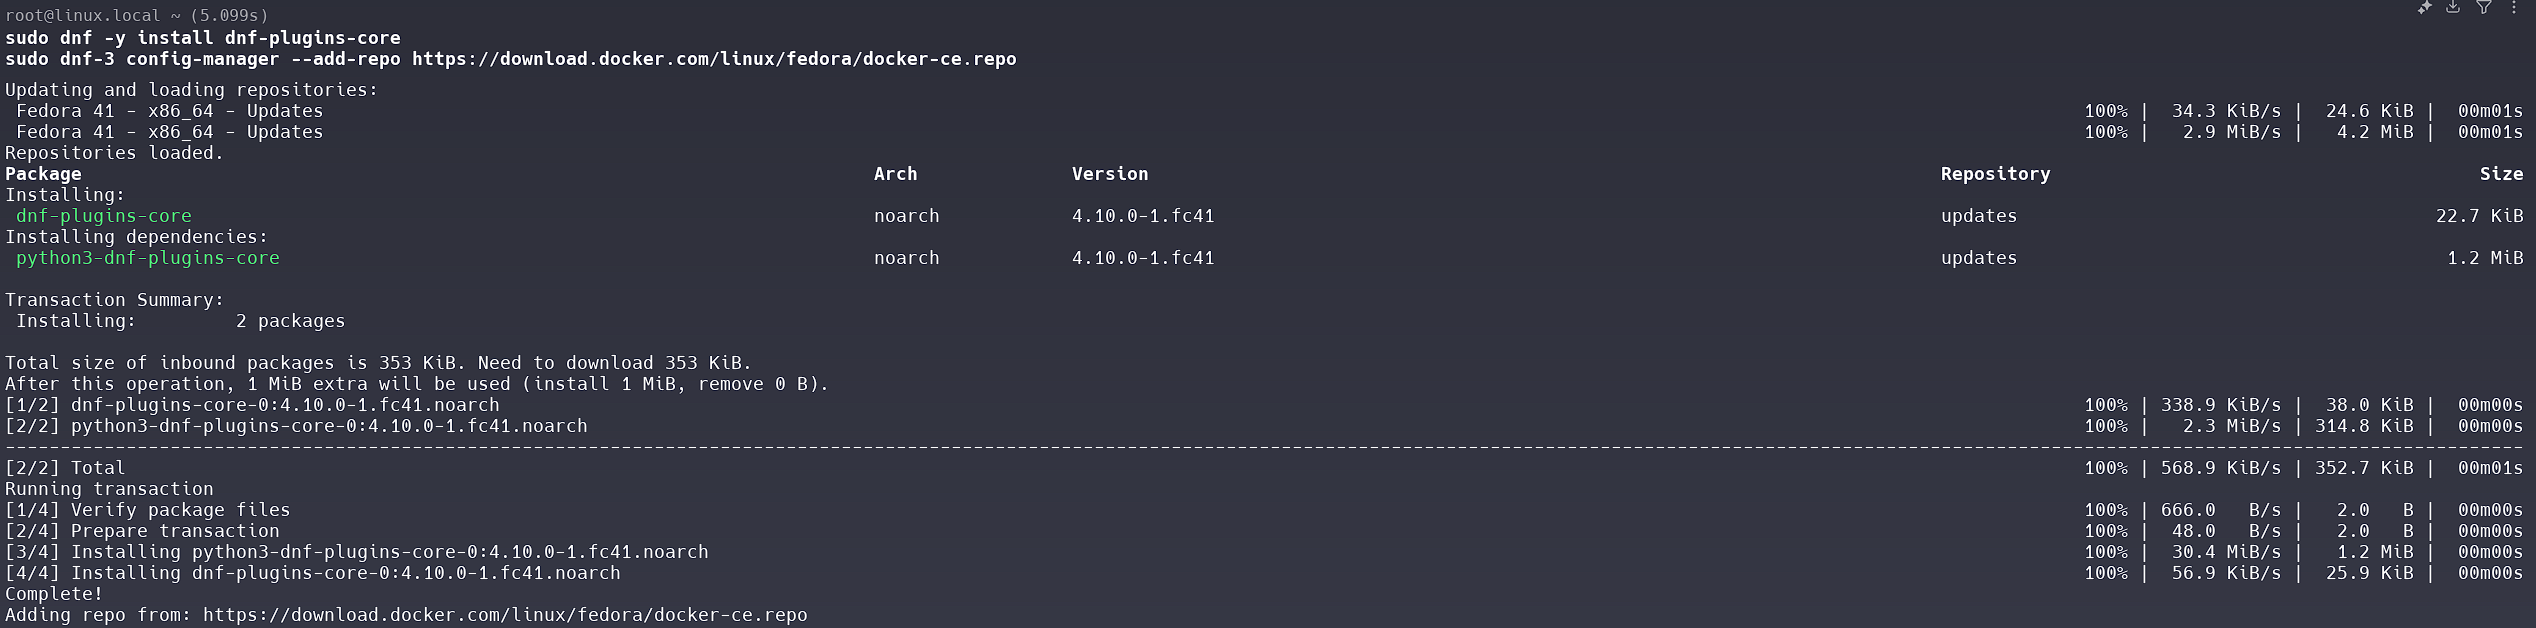 root@linux.local ~ (5.099s)
sudo dnf -y install dnf-plugins-core
sudo dnf-3 config-manager --add-repo https://download.docker.com/linux/fedora/docker-ce.repo
Updating and loading repositories:
 Fedora 41 - x86_64 - Updates 100% | 34.3 KiB/s | 24.6 KiB | 00m01s
 Fedora 41 - x86_64 - Updates 100% | 2.9 MiB/s | 4.2 MiB | 00m01s
Repositories loaded.
Package Arch Version Repository Size
Installing:
 dnf-plugins-core noarch 4.10.0-1.fc41 updates 22.7 KiB
Installing dependencies:
 python3-dnf-plugins-core noarch 4.10.0-1.fc41 updates 1.2 MiB
Transaction Summary:
 Installing: 2 packages
Total size of inbound packages is 353 KiB. Need to download 353 KiB.
After this operation, 1 MiB extra will be used (install 1 MiB, remove 0 B).
[1/2] dnf-plugins-core-0:4.10.0-1.fc41.noarch 100% | 338.9 KiB/s | 38.0 KiB | 00m00s
[2/2] python3-dnf-plugins-core-0:4.10.0-1.fc41.noarch 100% | 2.3 MiB/s | 314.8 KiB | 00m00s
--------------------------------------------------------------------------------
[2/2] Total 100% | 568.9 KiB/s | 352.7 KiB | 00m01s
Running transaction
[1/4] Verify package files 100% | 666.0 B/s | 2.0 B | 00m00s
[2/4] Prepare transaction 100% | 48.0 B/s | 2.0 B | 00m00s
[3/4] Installing python3-dnf-plugins-core-0:4.10.0-1.fc41.noarch 100% | 30.4 MiB/s | 1.2 MiB | 00m00s
[4/4] Installing dnf-plugins-core-0:4.10.0-1.fc41.noarch 100% | 56.9 KiB/s | 25.9 KiB | 00m00s
Complete!
Adding repo from: https://download.docker.com/linux/fedora/docker-ce.repo